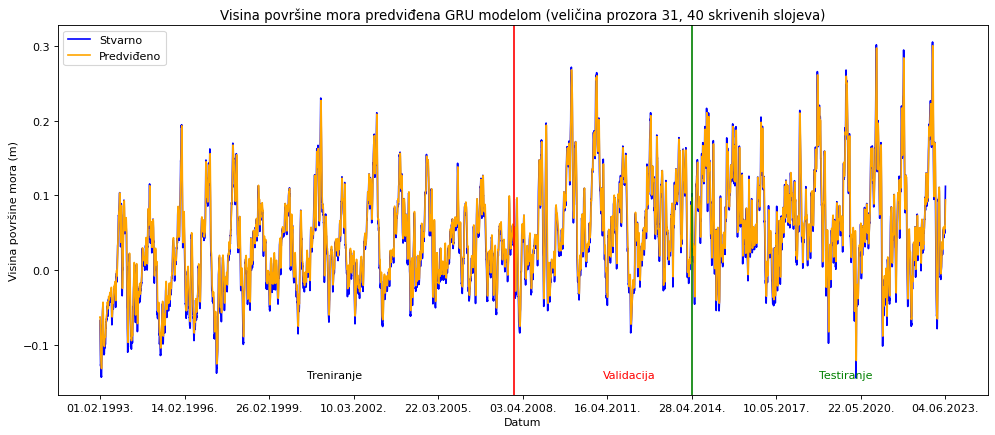 Visina površine mora predviđena GRU modelom (veličina prozora 31, 40 skrivenih slojeva)
Stvarno
Predviđeno
0.3
0.2
0.1
0.0
−0.1
Visina površine mora (m)
Treniranje
Validacija
Testiranje
01.02.1993. 14.02.1996. 26.02.1999. 10.03.2002. 22.03.2005. 03.04.2008. 16.04.2011. 28.04.2014. 10.05.2017. 22.05.2020. 04.06.2023.
Datum